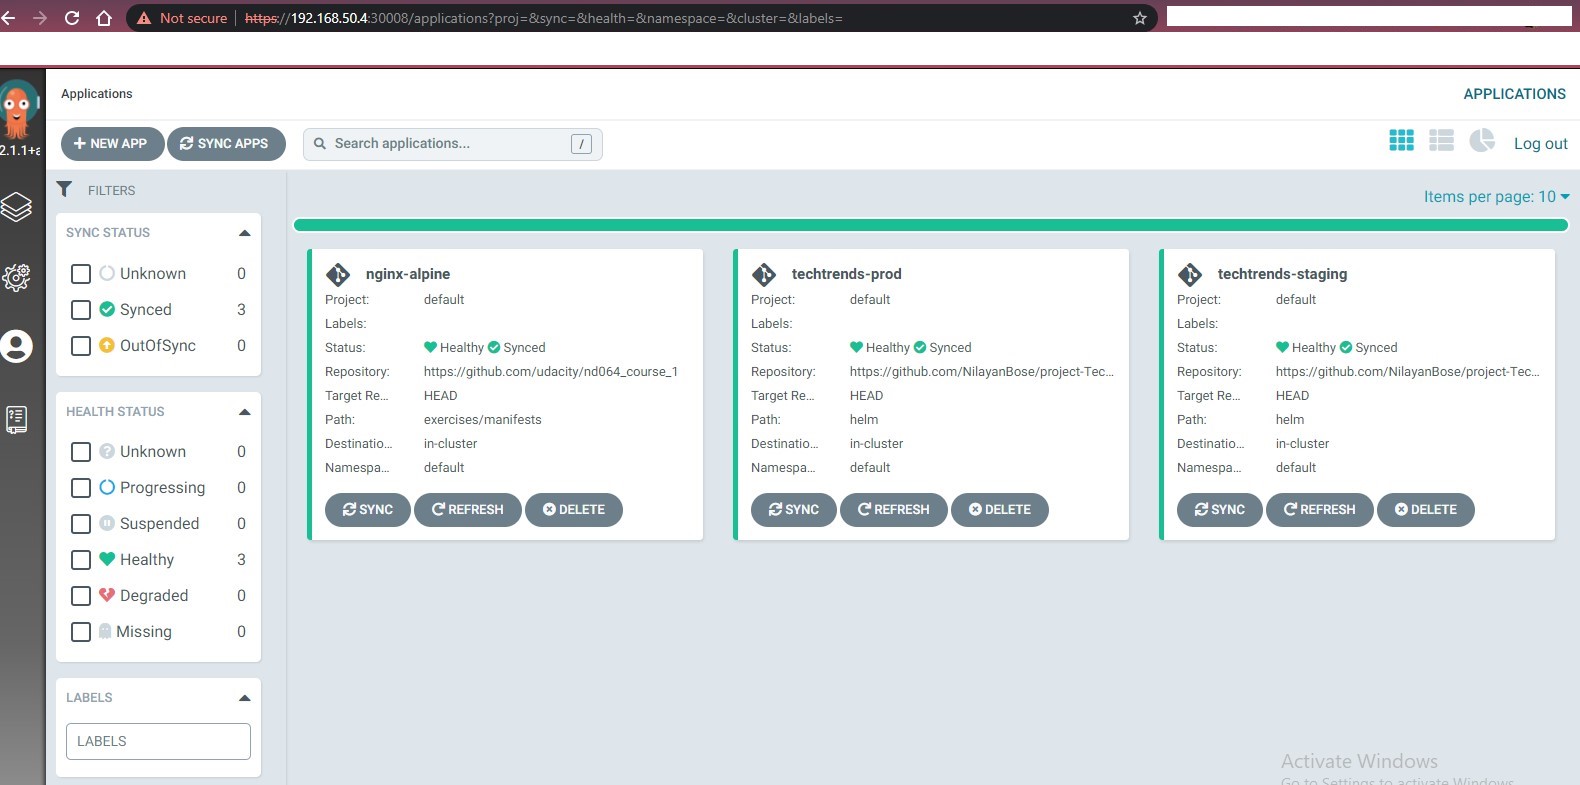 Not secure https://192.168.50.4:30008/applications?proj=&sync=&health=&namespace=&cluster=&labels=
Applications
APPLICATIONS
2.1.1+a
NEW APP
SYNC APPS
Search applications...
/
Log out
FILTERS
Items per page: 10
SYNC STATUS
Unknown 0
Synced 3
OutOfSync 0
HEALTH STATUS
Unknown 0
Progressing 0
Suspended 0
Healthy 3
Degraded 0
Missing 0
LABELS
LABELS
nginx-alpine
Project: default
Labels:
Status: Healthy Synced
Repository: https://github.com/udacity/nd064_course_1
Target Re... HEAD
Path: exercises/manifests
Destinatio... in-cluster
Namespa... default
SYNC REFRESH DELETE
techtrends-prod
Project: default
Labels:
Status: Healthy Synced
Repository: https://github.com/NilayanBose/project-Tec...
Target Re... HEAD
Path: helm
Destinatio... in-cluster
Namespa... default
SYNC REFRESH DELETE
techtrends-staging
Project: default
Labels:
Status: Healthy Synced
Repository: https://github.com/NilayanBose/project-Tec...
Target Re... HEAD
Path: helm
Destinatio... in-cluster
Namespa... default
SYNC REFRESH DELETE
Activate Windows
Go to Settings to activate Windows.